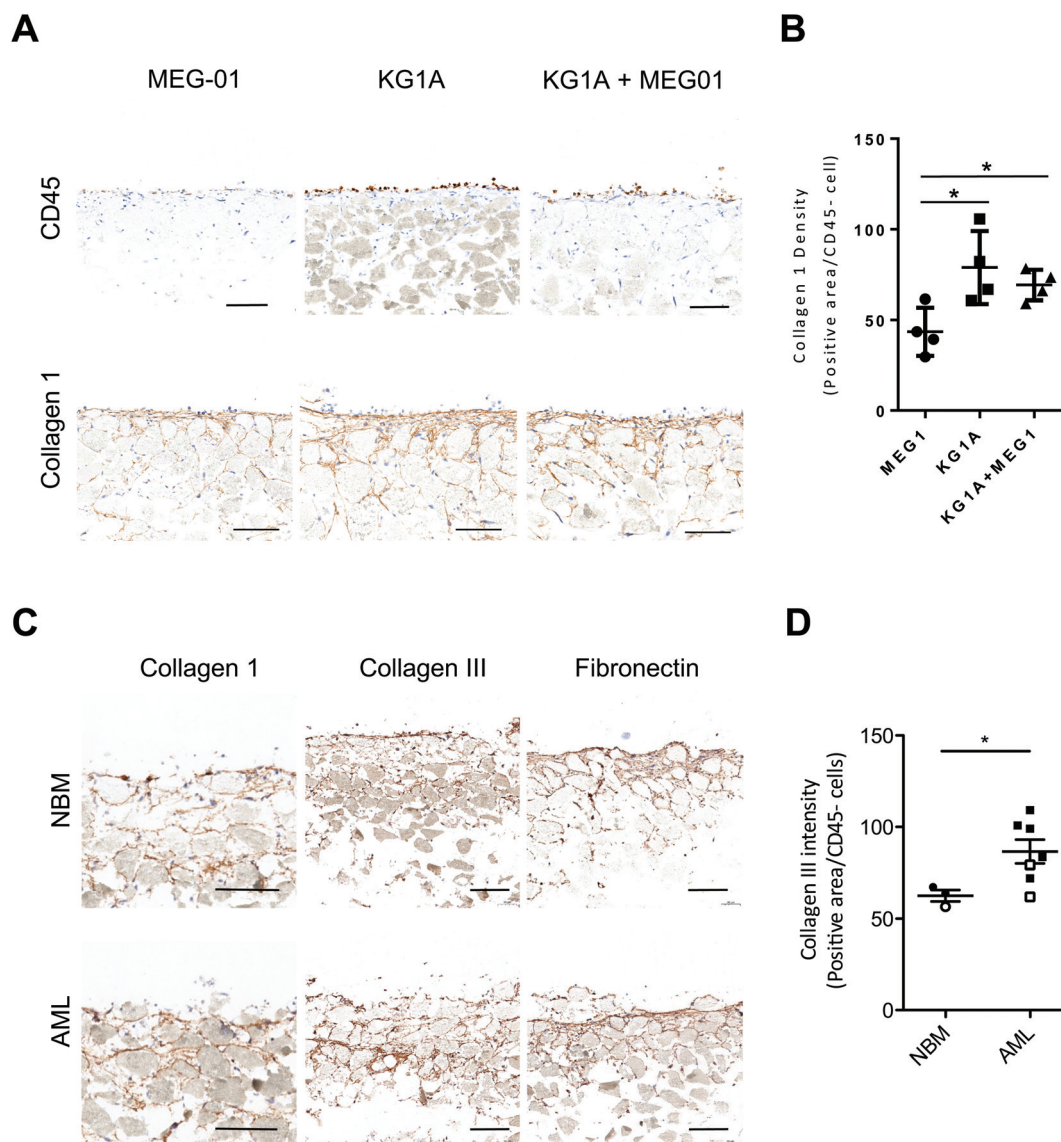 A
MEG-01
KG1A
KG1A + MEG01
CD45
Collagen 1
B
Collagen 1 Density
(Positive area/CD45- cell)
150
100
50
0
*
*
MEG1
KG1A
KG1A+MEG1
C
Collagen 1
Collagen III
Fibronectin
NBM
AML
D
Collagen III intensity
(Positive area/CD45- cells)
150
100
50
0
*
NBM
AML